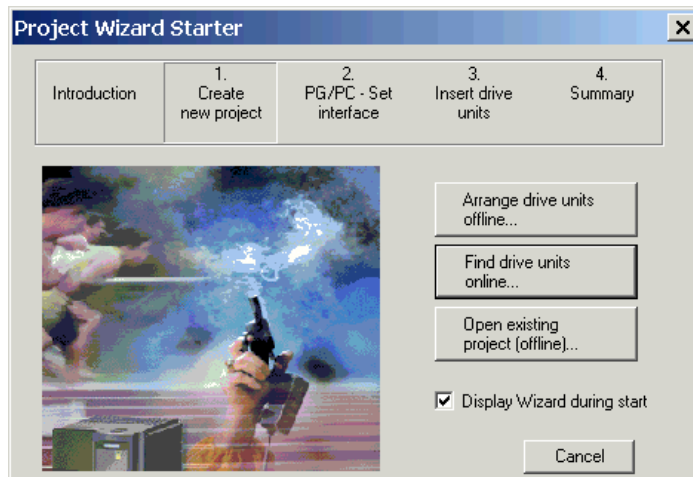 Project Wizard Starter
Introduction
1.
Create
new project
2.
PG/PC - Set
interface
3.
Insert drive
units
4.
Summary
Arrange drive units
offline...
Find drive units
online...
Open existing
project (offline)...
Display Wizard during start
Cancel